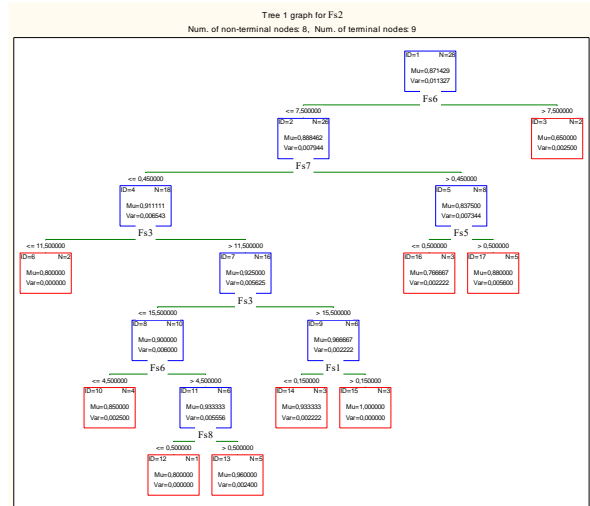 Tree 1 graph for Fs2
Num. of non-terminal nodes: 8, Num. of terminal nodes: 9
ID=1 N=28
Mu=0,871429
Var=0,011327
Fs6
<= 7,500000 > 7,500000
ID=2 N=26 ID=3 N=2
Mu=0,888462 Mu=0,650000
Var=0,007944 Var=0,002500
Fs7
<= 0,450000 > 0,450000
ID=4 N=18 ID=5 N=8
Mu=0,911111 Mu=0,837500
Var=0,006543 Var=0,007344
Fs3 Fs5
<= 11,500000 > 11,500000 <= 0,500000 > 0,500000
ID=6 N=2 ID=7 N=16 ID=16 N=3 ID=17 N=5
Mu=0,800000 Mu=0,925000 Mu=0,766667 Mu=0,880000
Var=0,000000 Var=0,005625 Var=0,002222 Var=0,005600
Fs3
<= 15,500000 > 15,500000
ID=8 N=10 ID=9 N=6
Mu=0,900000 Mu=0,966667
Var=0,006000 Var=0,002222
Fs6 Fs1
<= 4,500000 > 4,500000 <= 0,150000 > 0,150000
ID=10 N=4 ID=11 N=6 ID=14 N=3 ID=15 N=3
Mu=0,850000 Mu=0,933333 Mu=0,933333 Mu=1,000000
Var=0,002500 Var=0,005556 Var=0,002222 Var=0,000000
Fs8
<= 0,500000 > 0,500000
ID=12 N=1 ID=13 N=5
Mu=0,800000 Mu=0,960000
Var=0,000000 Var=0,002400